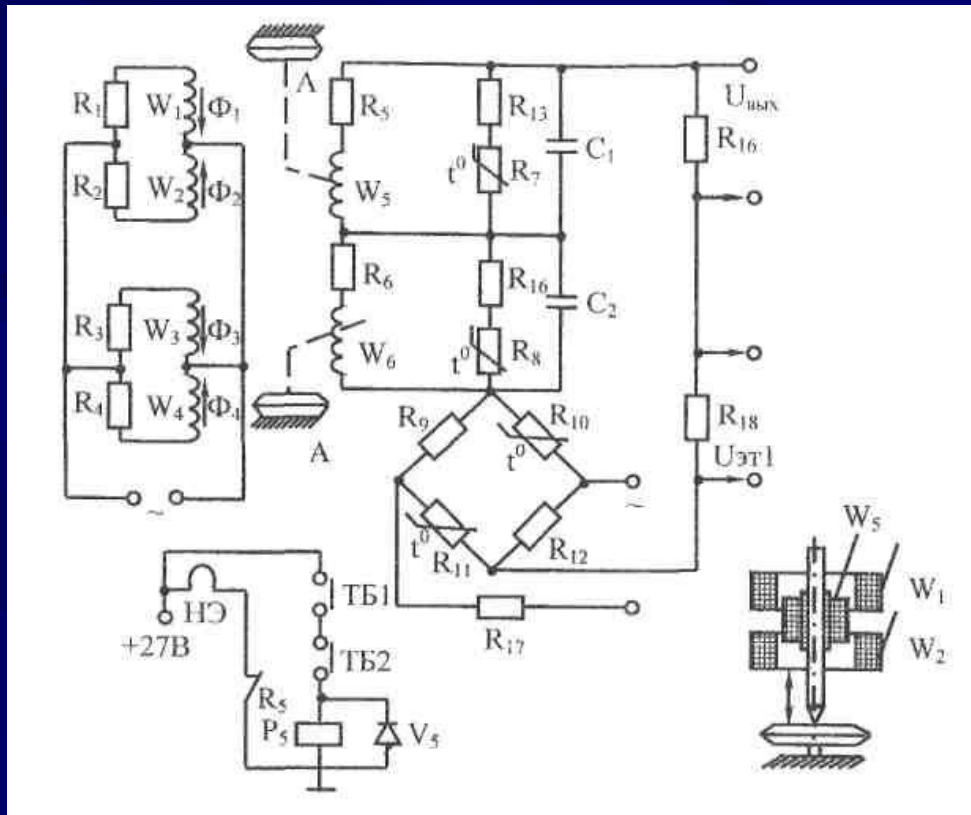 R₁
W₁
Ф₁
R₂
W₂
Ф₂
R₃
W₃
Ф₃
R₄
W₄
Ф₄
~
A
R₅
W₅
R₆
W₆
A
R₁₃
t⁰
R₇
C₁
R₁₆
t⁰
R₈
C₂
Uвых
R₁₆
R₁₈
Uэт1
R₉
R₁₀
t⁰
t⁰
R₁₁
R₁₂
~
R₁₇
НЭ
+27В
ТБ1
ТБ2
R₅
P₅
V₅
W₅
W₁
W₂